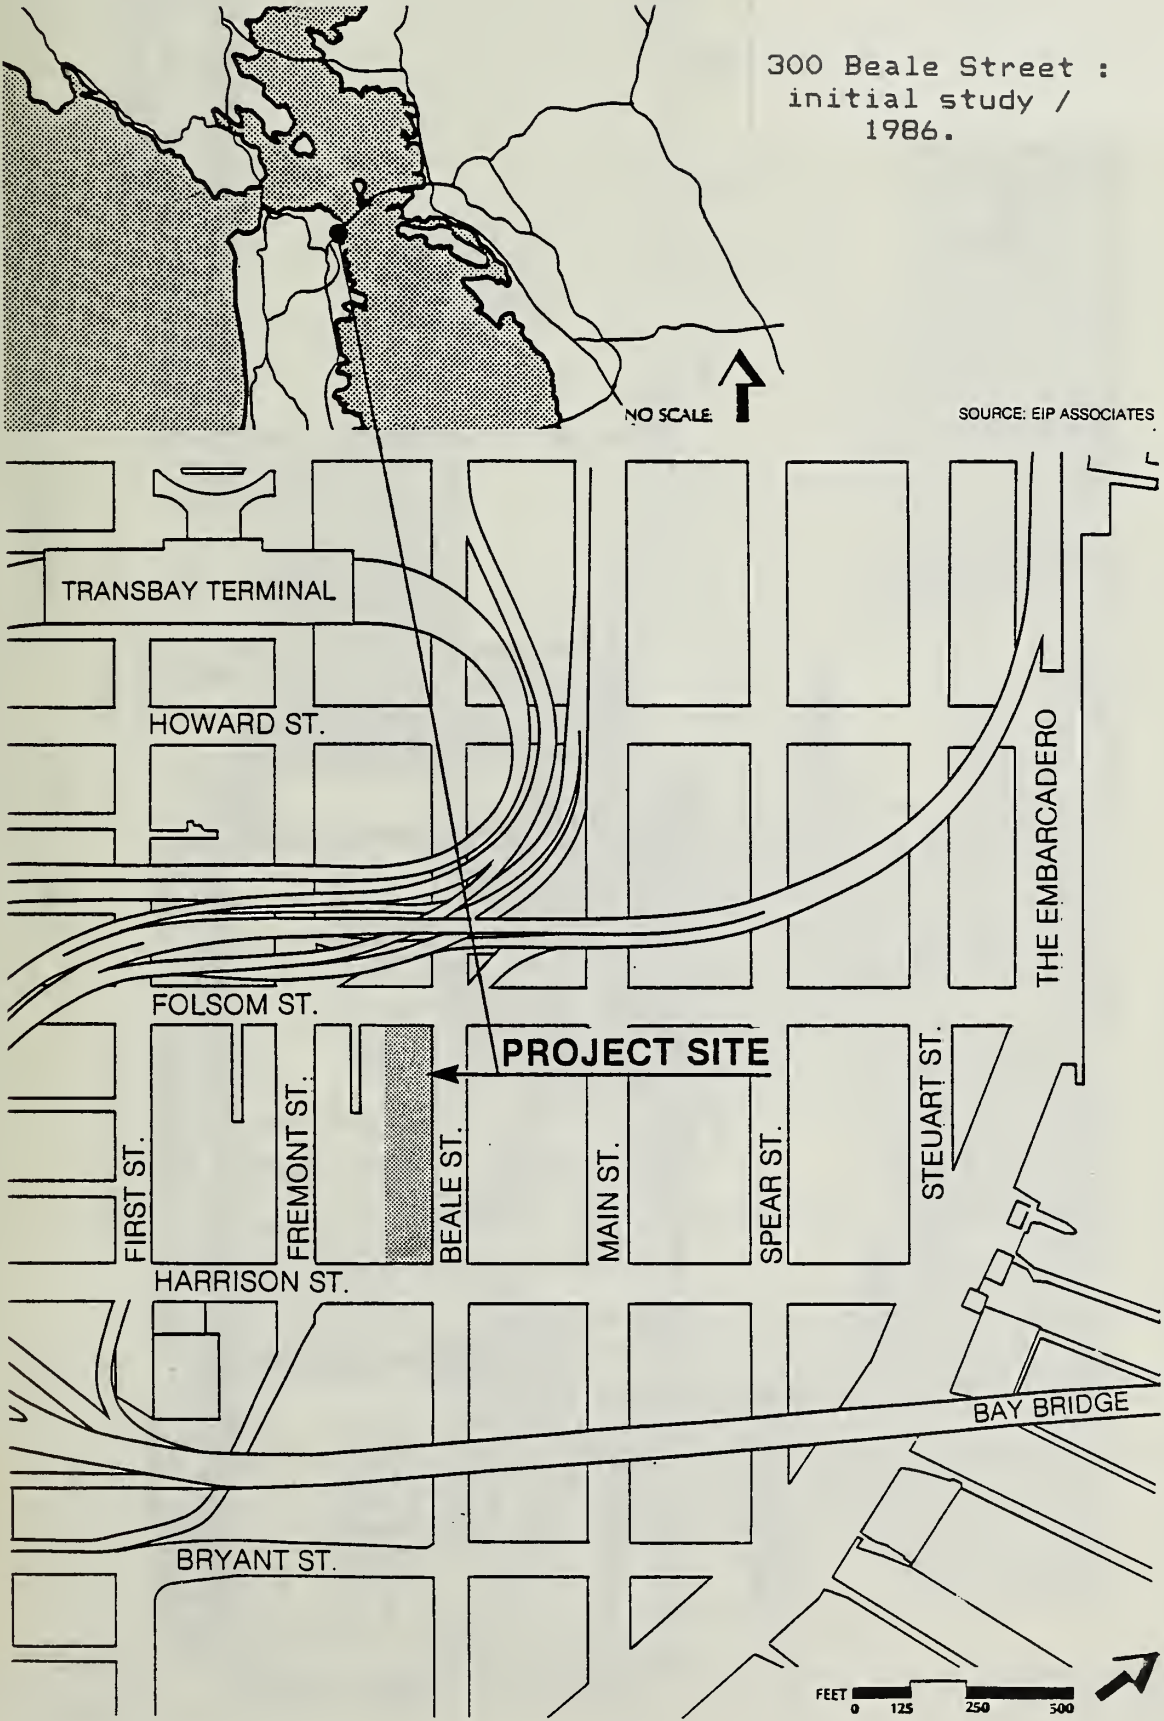 300 Beale Street :
initial study /
1986.
NO SCALE
SOURCE: EIP ASSOCIATES
TRANSBAY TERMINAL
HOWARD ST.
THE EMBARCADERO
FOLSOM ST.
PROJECT SITE
FIRST ST.
FREMONT ST.
BEALE ST.
MAIN ST.
SPEAR ST.
STEUART ST.
HARRISON ST.
BAY BRIDGE
BRYANT ST.
FEET
0 125 250 500